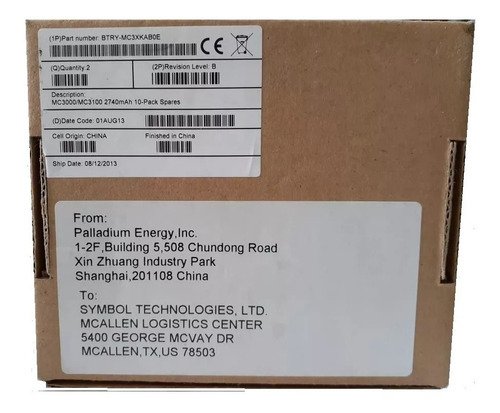 (1P)Part number: BTRY-MC3XKAB0E
CE
(Q)Quantity:2
(2P)Revision Level: B
Description:
MC3000/MC3100 2740mAh 10-Pack Spares
(D)Date Code: 01AUG13
Cell Origin: CHINA
Finished in China
Ship Date: 08/12/2013
From:
Palladium Energy,Inc.
1-2F,Building 5,508 Chundong Road
Xin Zhuang Industry Park
Shanghai,201108 China
To:
SYMBOL TECHNOLOGIES, LTD.
MCALLEN LOGISTICS CENTER
5400 GEORGE MCVAY DR
MCALLEN,TX,US 78503